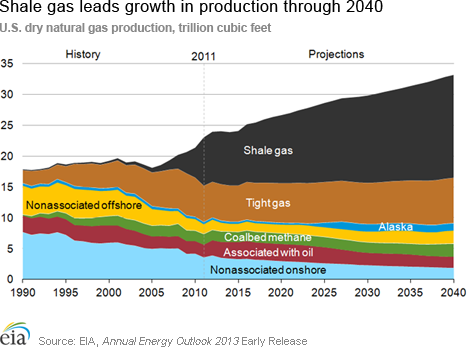 Shale gas leads growth in production through 2040
U.S. dry natural gas production, trillion cubic feet
History 2011 Projections
35
30
25
20
15
10
5
0
Shale gas
Tight gas
Nonassociated offshore
Alaska
Coalbed methane
Associated with oil
Nonassociated onshore
1990 1995 2000 2005 2010 2015 2020 2025 2030 2035 2040
eia Source: EIA, Annual Energy Outlook 2013 Early Release